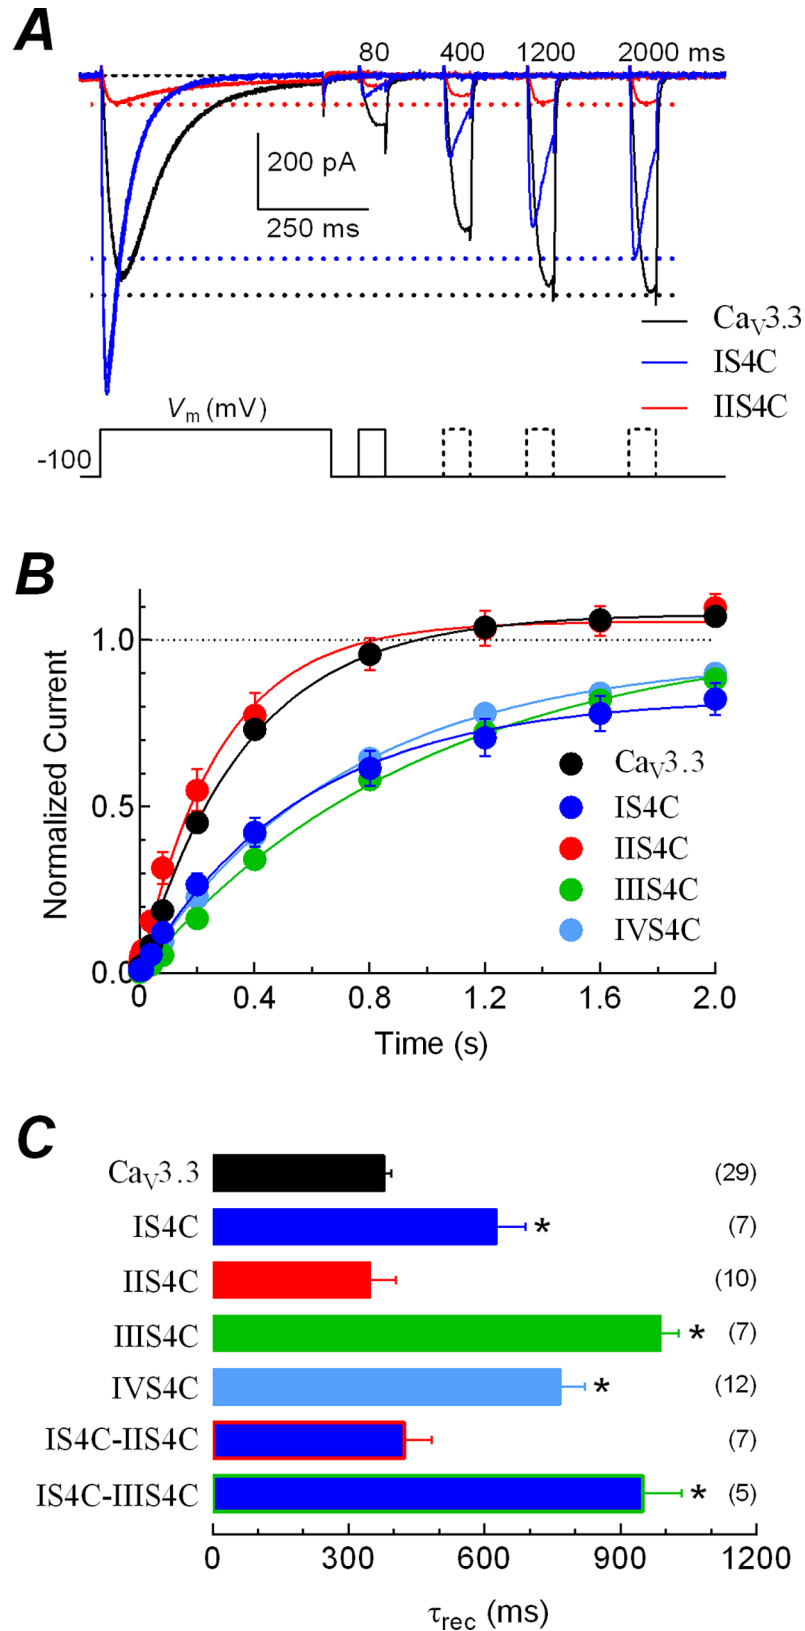 A
80 400 1200 2000 ms
200 pA
250 ms
CaV3.3
IS4C
IIS4C
Vm (mV)
-100
B
Normalized Current
1.0
0.5
0.0
0 0.4 0.8 1.2 1.6 2.0
Time (s)
CaV3.3
IS4C
IIS4C
IIIS4C
IVS4C
C
CaV3.3 (29)
IS4C * (7)
IIS4C (10)
IIIS4C * (7)
IVS4C * (12)
IS4C-IIS4C (7)
IS4C-IIIS4C * (5)
0 300 600 900 1200
τrec (ms)